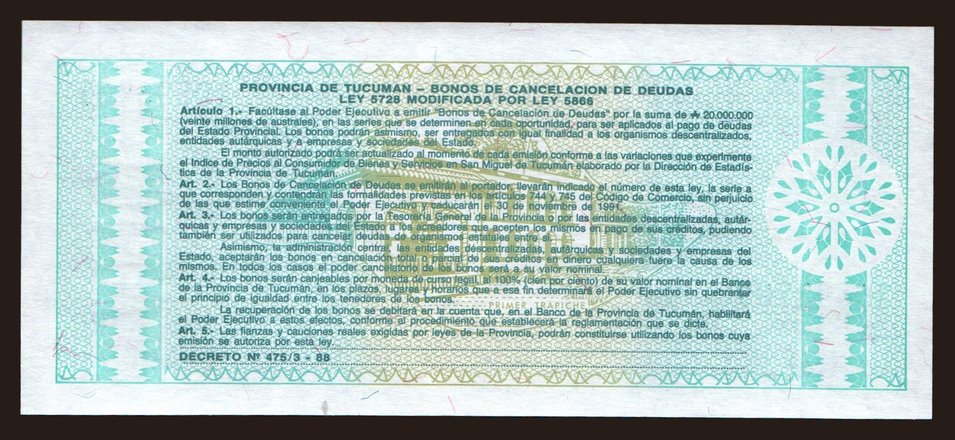 PROVINCIA DE TUCUMAN - BONOS DE CANCELACION DE DEUDAS
LEY 5728 MODIFICADA POR LEY 5866
Artículo 1.- Facúltase al Poder Ejecutivo a emitir "Bonos de Cancelación de Deudas" por la suma de ₳ 20.000.000
(veinte millones de australes), en las series que se determinen en cada oportunidad, para ser aplicados al pago de deudas
del Estado Provincial. Los bonos podrán asimismo, ser entregados con igual finalidad a los organismos descentralizados,
entidades autárquicas y a empresas y sociedades del Estado.
El monto autorizado podrá ser actualizado al momento de cada emisión conforme a las variaciones que experimente
el Indice de Precios al Consumidor de Bienes y Servicios en San Miguel de Tucumán elaborado por la Dirección de Estadís-
tica de la Provincia de Tucumán.
Art. 2.- Los Bonos de Cancelación de Deudas se emitirán al portador, llevarán indicado el número de esta ley, la serie a
que corresponden y contendrán las formalidades previstas en los artículos 744 y 745 del Código de Comercio, sin perjuicio
de las que estime conveniente el Poder Ejecutivo y caducarán el 30 de noviembre de 1991.
Art. 3.- Los bonos serán entregados por la Tesorería General de la Provincia o por las entidades descentralizadas, autár-
quicas y empresas y sociedades del Estado a los acreedores que acepten los mismos en pago de sus créditos, pudiendo
también ser utilizados para cancelar deudas de organismos estatales entre sí.
Asimismo, la administración central, las entidades descentralizadas, autárquicas y sociedades y empresas del
Estado, aceptarán los bonos en cancelación total o parcial de sus créditos en dinero cualquiera fuere la causa de los
mismos. En todos los casos el poder cancelatorio de los bonos será a su valor nominal.
Art. 4.- Los bonos serán canjeables por moneda de curso legal, al 100% (cien por ciento) de su valor nominal en el Banco
de la Provincia de Tucumán, en los plazos, lugares y horarios que a ese fin determinará el Poder Ejecutivo sin quebrantar
el principio de igualdad entre los tenedores de los bonos.
PRIMER TRAPICHE
La recuperación de los bonos se debitará en la cuenta que, en el Banco de la Provincia de Tucumán, habilitará
el Poder Ejecutivo a estos efectos, conforme al procedimiento que establecerá la reglamentación que se dicte.
Art. 5.- Las fianzas y cauciones reales exigidas por leyes de la Provincia, podrán constituirse utilizando los bonos cuya
emisión se autoriza por esta ley.
DECRETO Nº 475/3 - 88